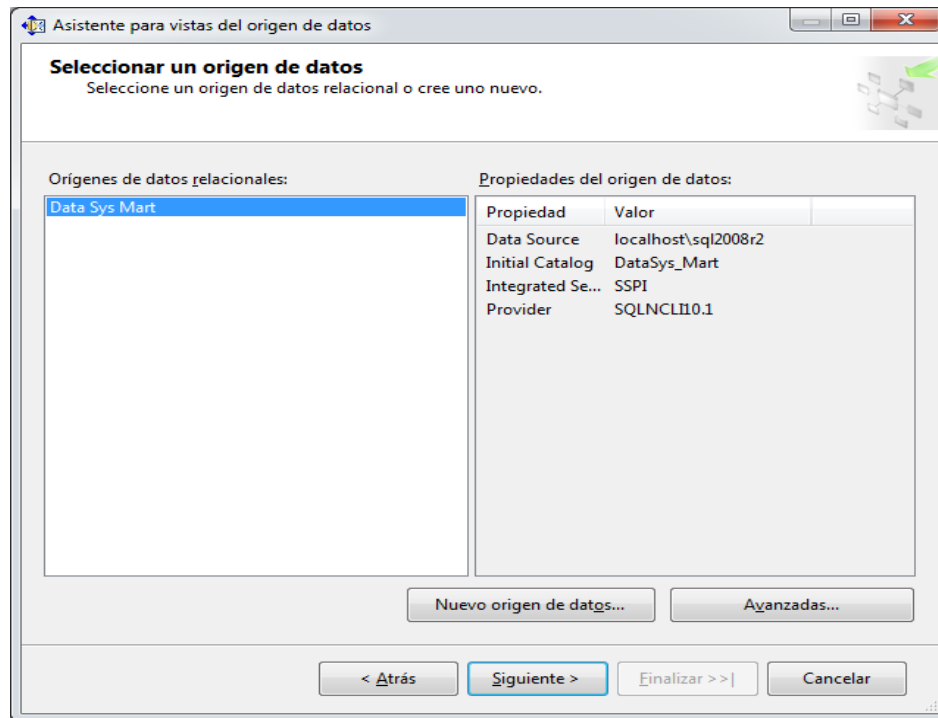 Asistente para vistas del origen de datos
Seleccionar un origen de datos
Seleccione un origen de datos relacional o cree uno nuevo.
Orígenes de datos relacionales:
Data Sys Mart
Propiedades del origen de datos:
Propiedad Valor
Data Source localhost\sql2008r2
Initial Catalog DataSys_Mart
Integrated Se... SSPI
Provider SQLNCLI10.1
Nuevo origen de datos...
Avanzadas...
< Atrás
Siguiente >
Finalizar >>|
Cancelar